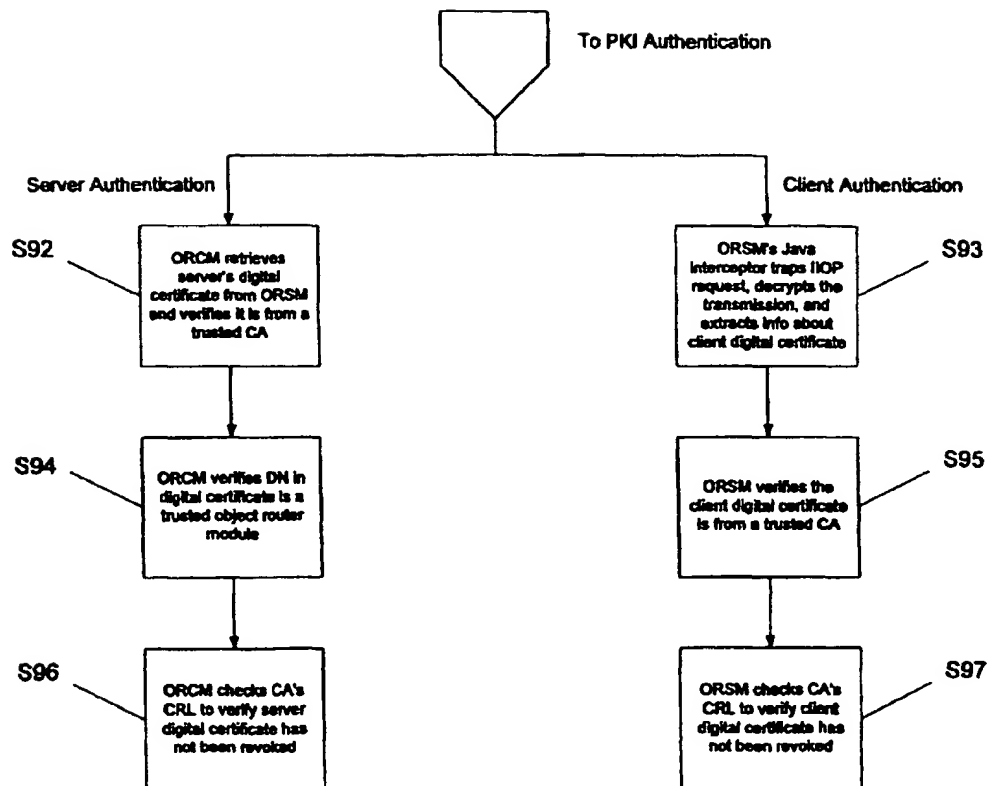 To PKI Authentication
Server Authentication
Client Authentication
S92
ORCM retrieves
server's digital
certificate from ORSM
and verifies it is from a
trusted CA
S93
ORSM's Java
interceptor traps IIOP
request, decrypts the
transmission, and
extracts info about
client digital certificate
S94
ORCM verifies DN in
digital certificate is a
trusted object router
module
S95
ORSM verifies the
client digital certificate
is from a trusted CA
S96
ORCM checks CA's
CRL to verify server
digital certificate has
not been revoked
S97
ORSM checks CA's
CRL to verify client
digital certificate has
not been revoked